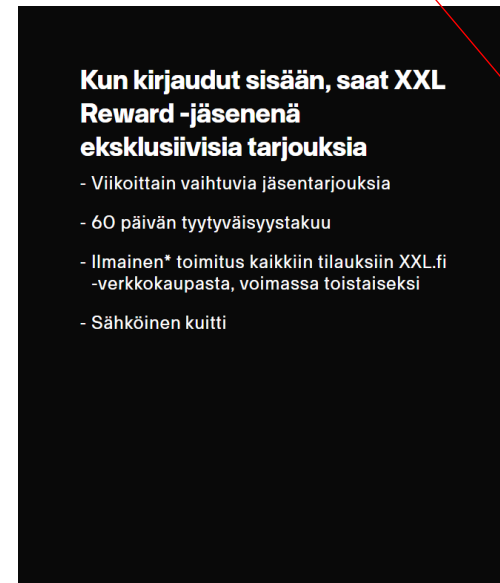 Kun kirjaudut sisään, saat XXL
Reward -jäsenenä
eksklusiivisia tarjouksia
- Viikoittain vaihtuvia jäsentarjouksia
- 60 päivän tyytyväisyystakuu
- Ilmainen* toimitus kaikkiin tilauksiin XXL.fi
-verkkokaupasta, voimassa toistaiseksi
- Sähköinen kuitti